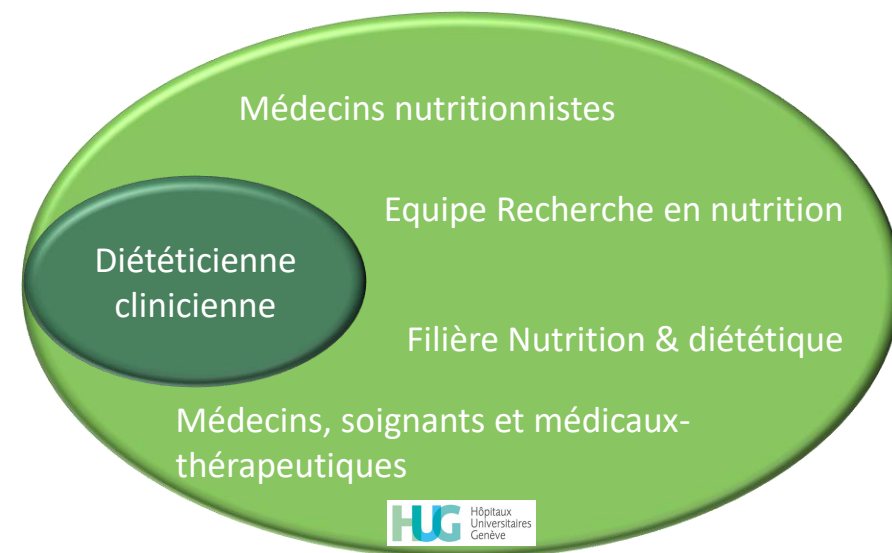 Médecins nutritionnistes
Equipe Recherche en nutrition
Diététicienne
clinicienne
Filière Nutrition & diététique
Médecins, soignants et médicaux-
thérapeutiques
HUG
Hôpitaux
Universitaires
Genève